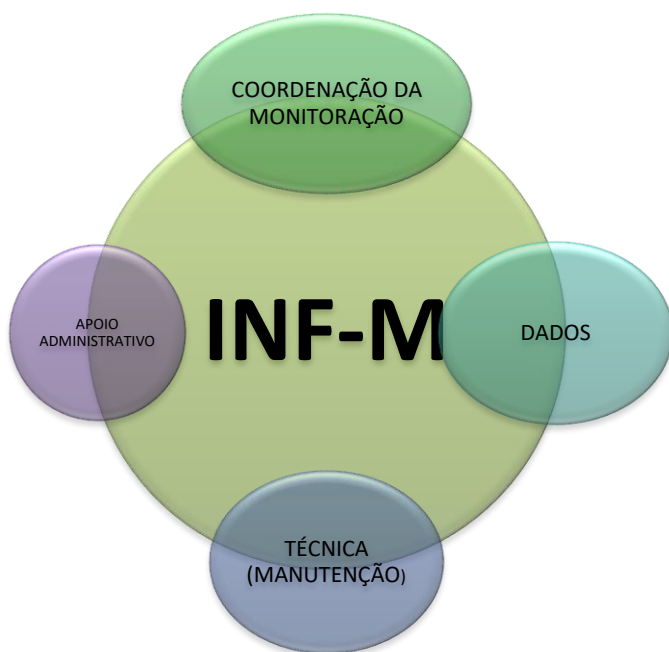 COORDENAÇÃO DA
MONITORAÇÃO
APOIO
ADMINISTRATIVO
INF-M
DADOS
TÉCNICA
(MANUTENÇÃO)